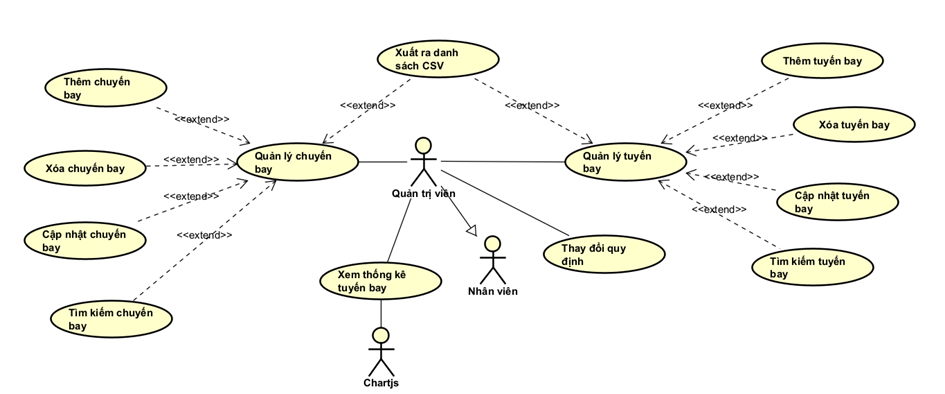 Xuất ra danh
sách CSV
Thêm chuyến
bay
Thêm tuyến bay
<<extend>>
<<extend>>
<<extend>>
<<extend>>
Xóa tuyến bay
Xóa chuyến bay
<<extend>>
Quản lý chuyến
bay
Quản lý tuyến
bay
<<extend>>
<<extend>>
Quản trị viên
<<extend>>
Cập nhật tuyến
bay
<<extend>>
Cập nhật chuyến
bay
<<extend>>
Thay đổi quy
định
Tìm kiếm tuyến
bay
Xem thống kê
tuyến bay
Nhân viên
Tìm kiếm chuyến
bay
Chartjs